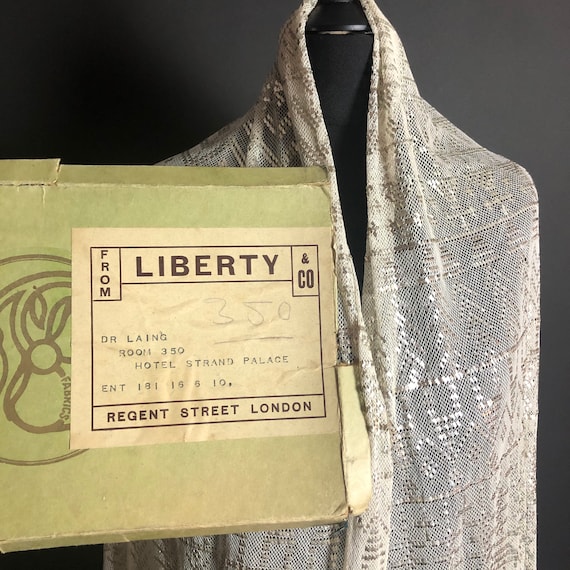 FROM LIBERTY & CO
350
DR LAING
ROOM 350
HOTEL STRAND PALACE
ENT 181 16 6 10.
REGENT STREET LONDON
FABRICS